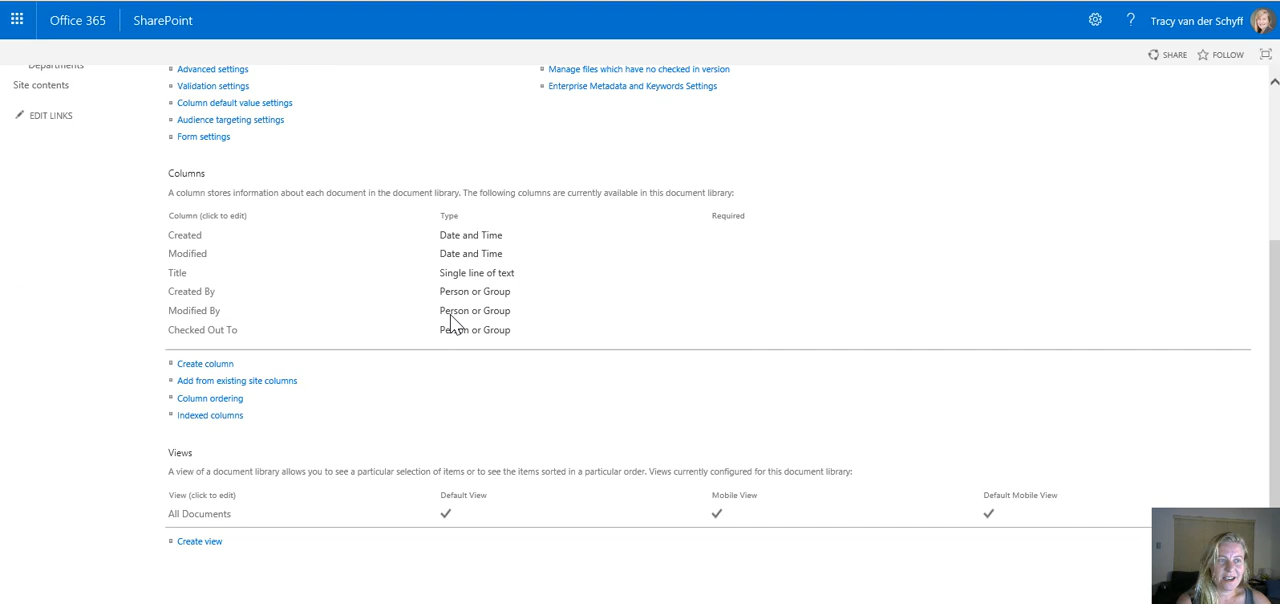 Office 365 SharePoint ? Tracy van der Schyff
SHARE FOLLOW
Departments
Site contents
EDIT LINKS
Advanced settings Manage files which have no checked in version
Validation settings Enterprise Metadata and Keywords Settings
Column default value settings
Audience targeting settings
Form settings
Columns
A column stores information about each document in the document library. The following columns are currently available in this document library:
Column (click to edit) Type Required
Created Date and Time
Modified Date and Time
Title Single line of text
Created By Person or Group
Modified By Person or Group
Checked Out To Person or Group
Create column
Add from existing site columns
Column ordering
Indexed columns
Views
A view of a document library allows you to see a particular selection of items or to see the items sorted in a particular order. Views currently configured for this document library:
View (click to edit) Default View Mobile View Default Mobile View
All Documents
Create view